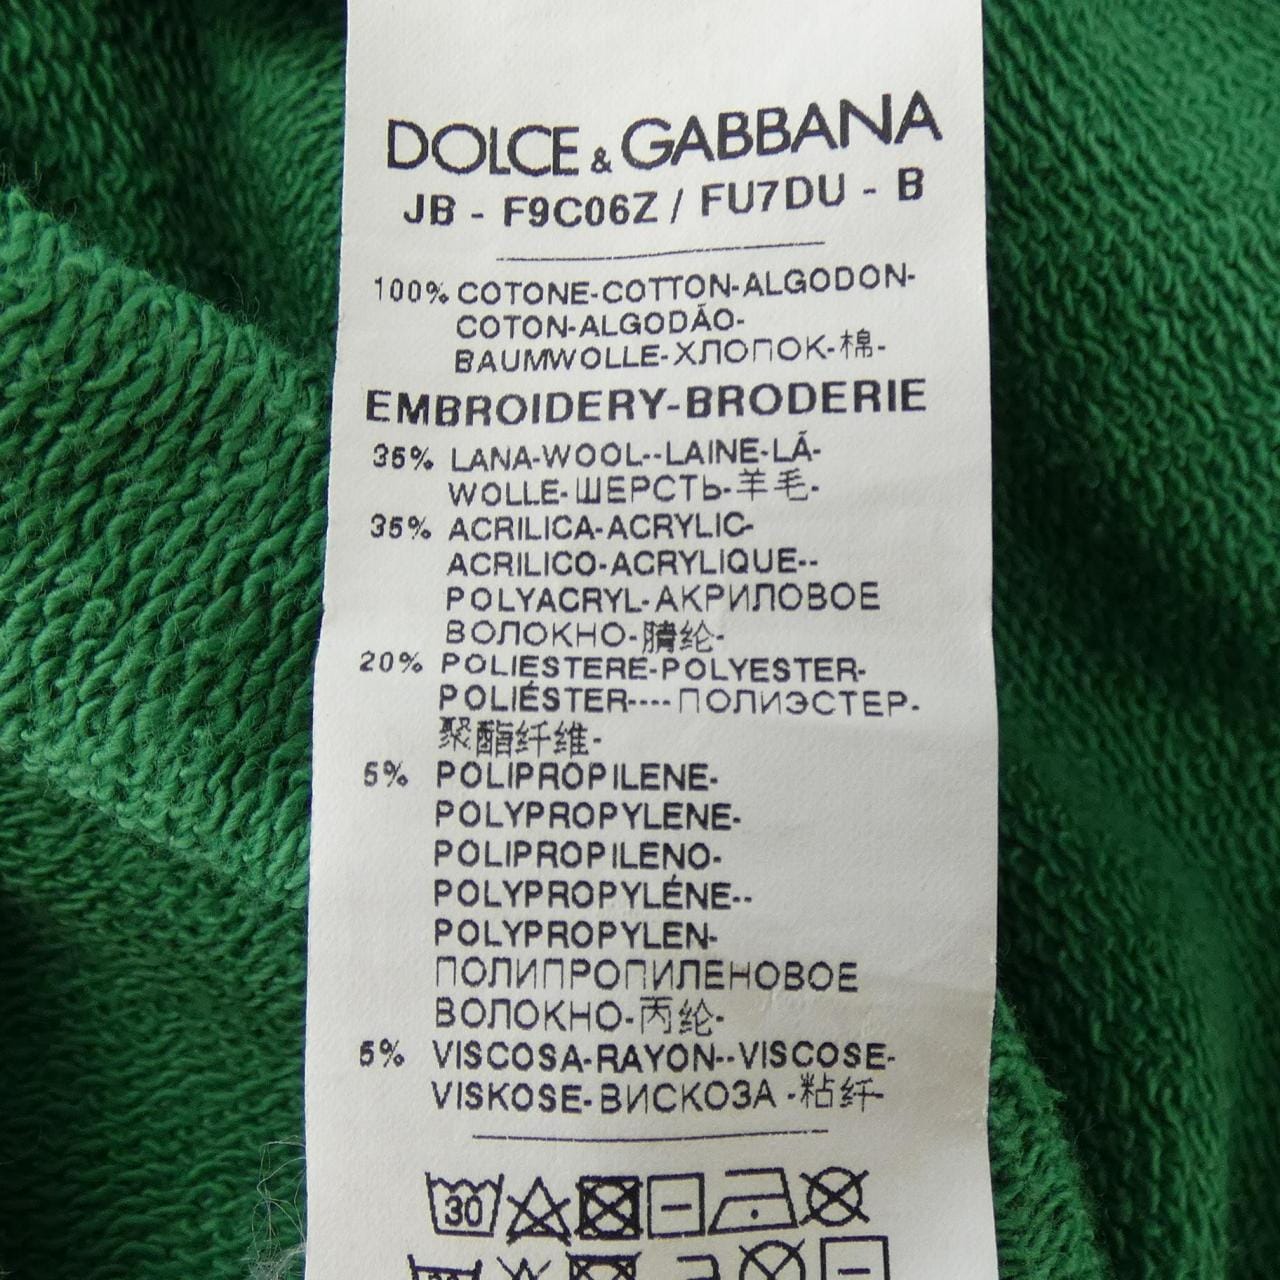 DOLCE & GABBANA
JB - F9C06Z / FU7DU - B
100% COTONE-COTTON-ALGODON-
COTON-ALGODÃO-
BAUMWOLLE-ХЛОПОК-棉-
EMBROIDERY-BRODERIE
35% LANA-WOOL--LAINE-LÃ-
WOLLE-ШЕРСТЬ-羊毛-
35% ACRILICA-ACRYLIC-
ACRILICO-ACRYLIQUE--
POLYACRYL-АКРИЛОВОЕ
ВОЛОКНО-腈纶-
20% POLIESTERE-POLYESTER-
POLIÉSTER----ПОЛИЭСТЕР-
聚酯纤维-
5% POLIPROPILENE-
POLYPROPYLENE-
POLIPROPILENO-
POLYPROPYLÉNE--
POLYPROPYLEN-
ПОЛИПРОПИЛЕНОВОЕ
ВОЛОКНО-丙纶-
5% VISCOSA-RAYON--VISCOSE-
VISKOSE-ВИСКОЗА -粘纤-
30